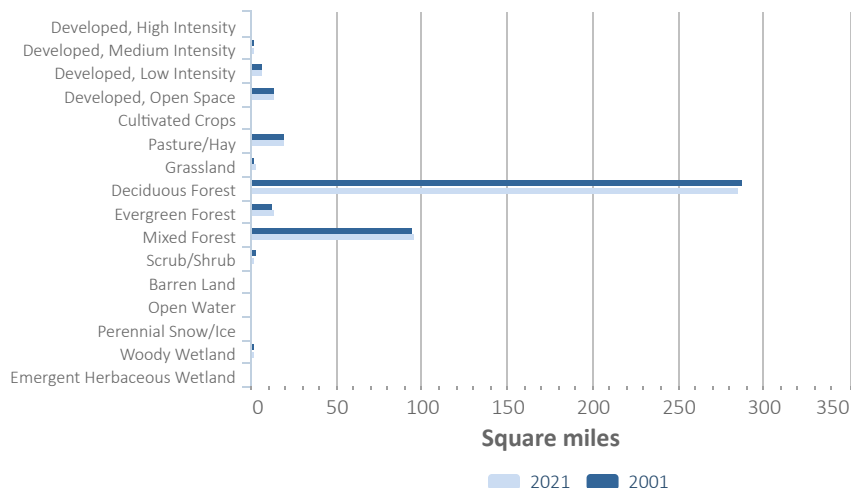 Developed, High Intensity
Developed, Medium Intensity
Developed, Low Intensity
Developed, Open Space
Cultivated Crops
Pasture/Hay
Grassland
Deciduous Forest
Evergreen Forest
Mixed Forest
Scrub/Shrub
Barren Land
Open Water
Perennial Snow/Ice
Woody Wetland
Emergent Herbaceous Wetland
0 50 100 150 200 250 300 350
Square miles
2021 2001